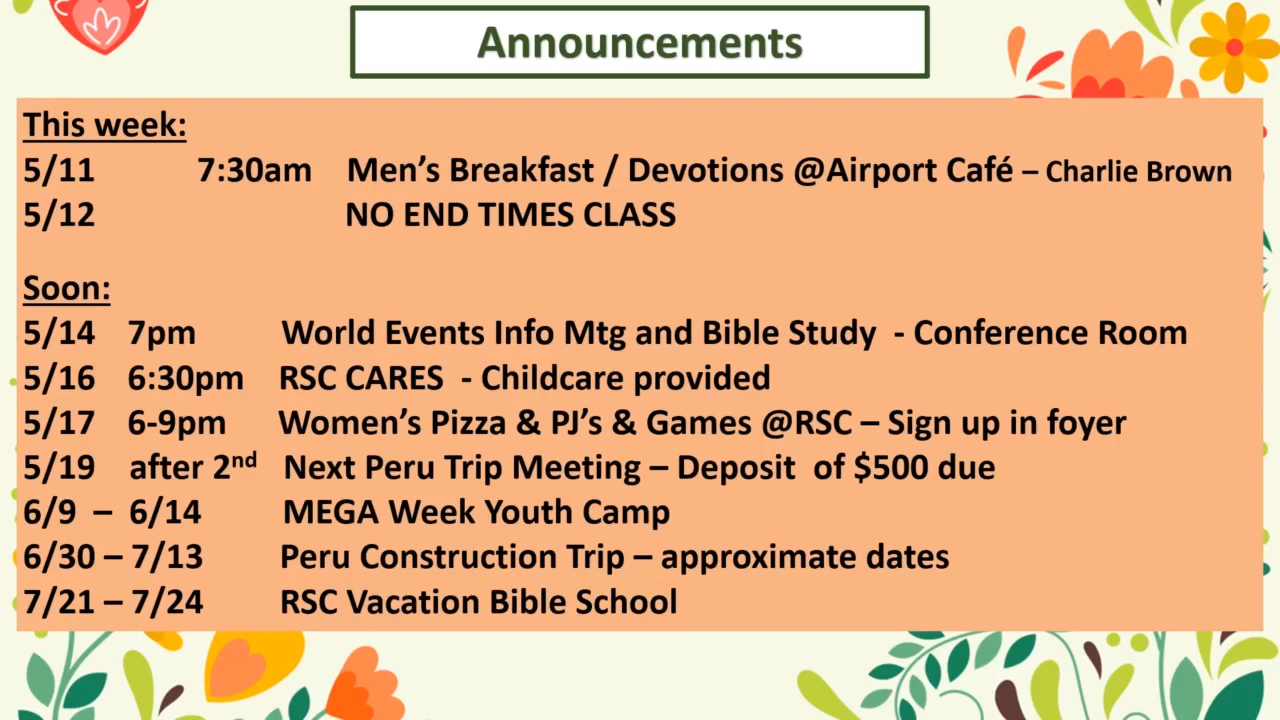 Announcements
This week:
5/11 7:30am Men’s Breakfast / Devotions @Airport Café – Charlie Brown
5/12 NO END TIMES CLASS
Soon:
5/14 7pm World Events Info Mtg and Bible Study - Conference Room
5/16 6:30pm RSC CARES - Childcare provided
5/17 6-9pm Women’s Pizza & PJ’s & Games @RSC – Sign up in foyer
5/19 after 2nd Next Peru Trip Meeting – Deposit of $500 due
6/9 – 6/14 MEGA Week Youth Camp
6/30 – 7/13 Peru Construction Trip – approximate dates
7/21 – 7/24 RSC Vacation Bible School